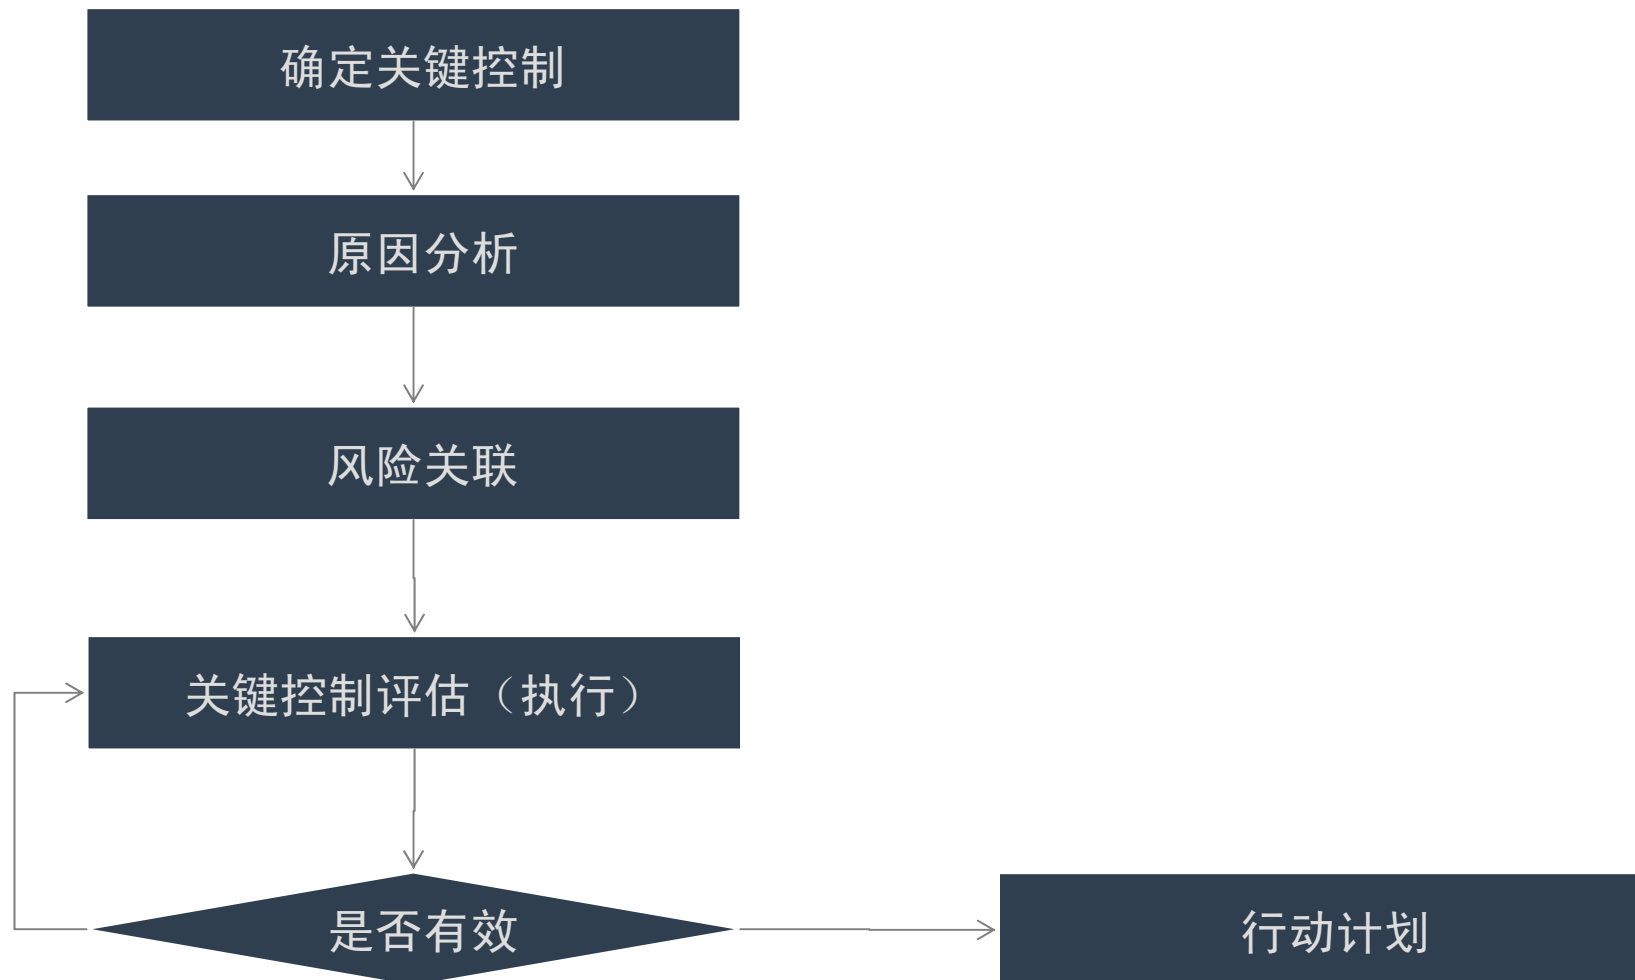 确定关键控制
原因分析
风险关联
关键控制评估（执行）
是否有效
行动计划